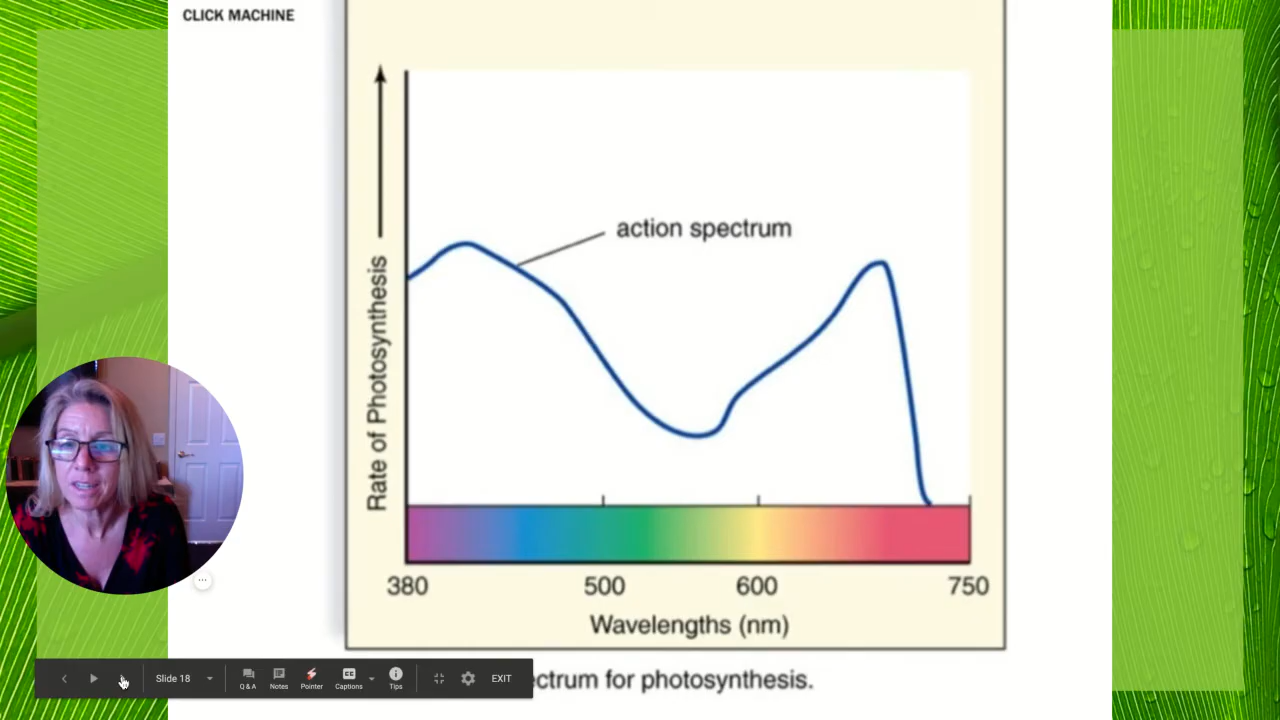 CLICK MACHINE
action spectrum
Rate of Photosynthesis
380 500 600 750
Wavelengths (nm)
Slide 18
Q & A
Notes
Pointer
CC
Captions
Tips
EXIT
for photosynthesis.